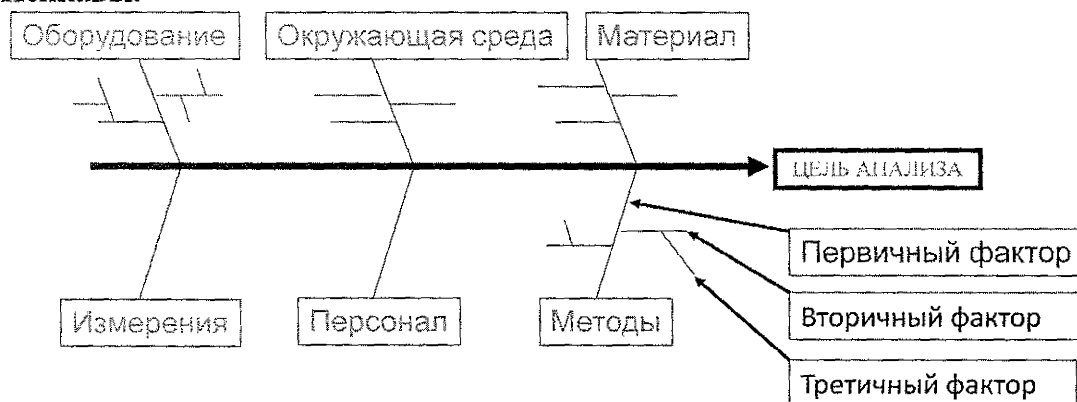 Оборудование
Окружающая среда
Материал
ЦЕЛЬ АНАЛИЗА
Первичный фактор
Измерения
Персонал
Методы
Вторичный фактор
Третичный фактор